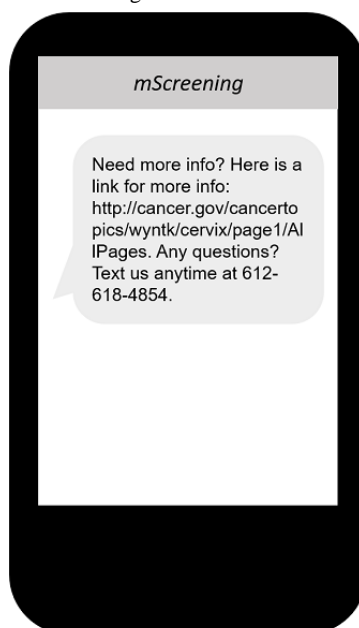 mScreening
Need more info? Here is a
link for more info:
http://cancer.gov/cancerto
pics/wyntk/cervix/page1/Al
lPages. Any questions?
Text us anytime at 612-
618-4854.